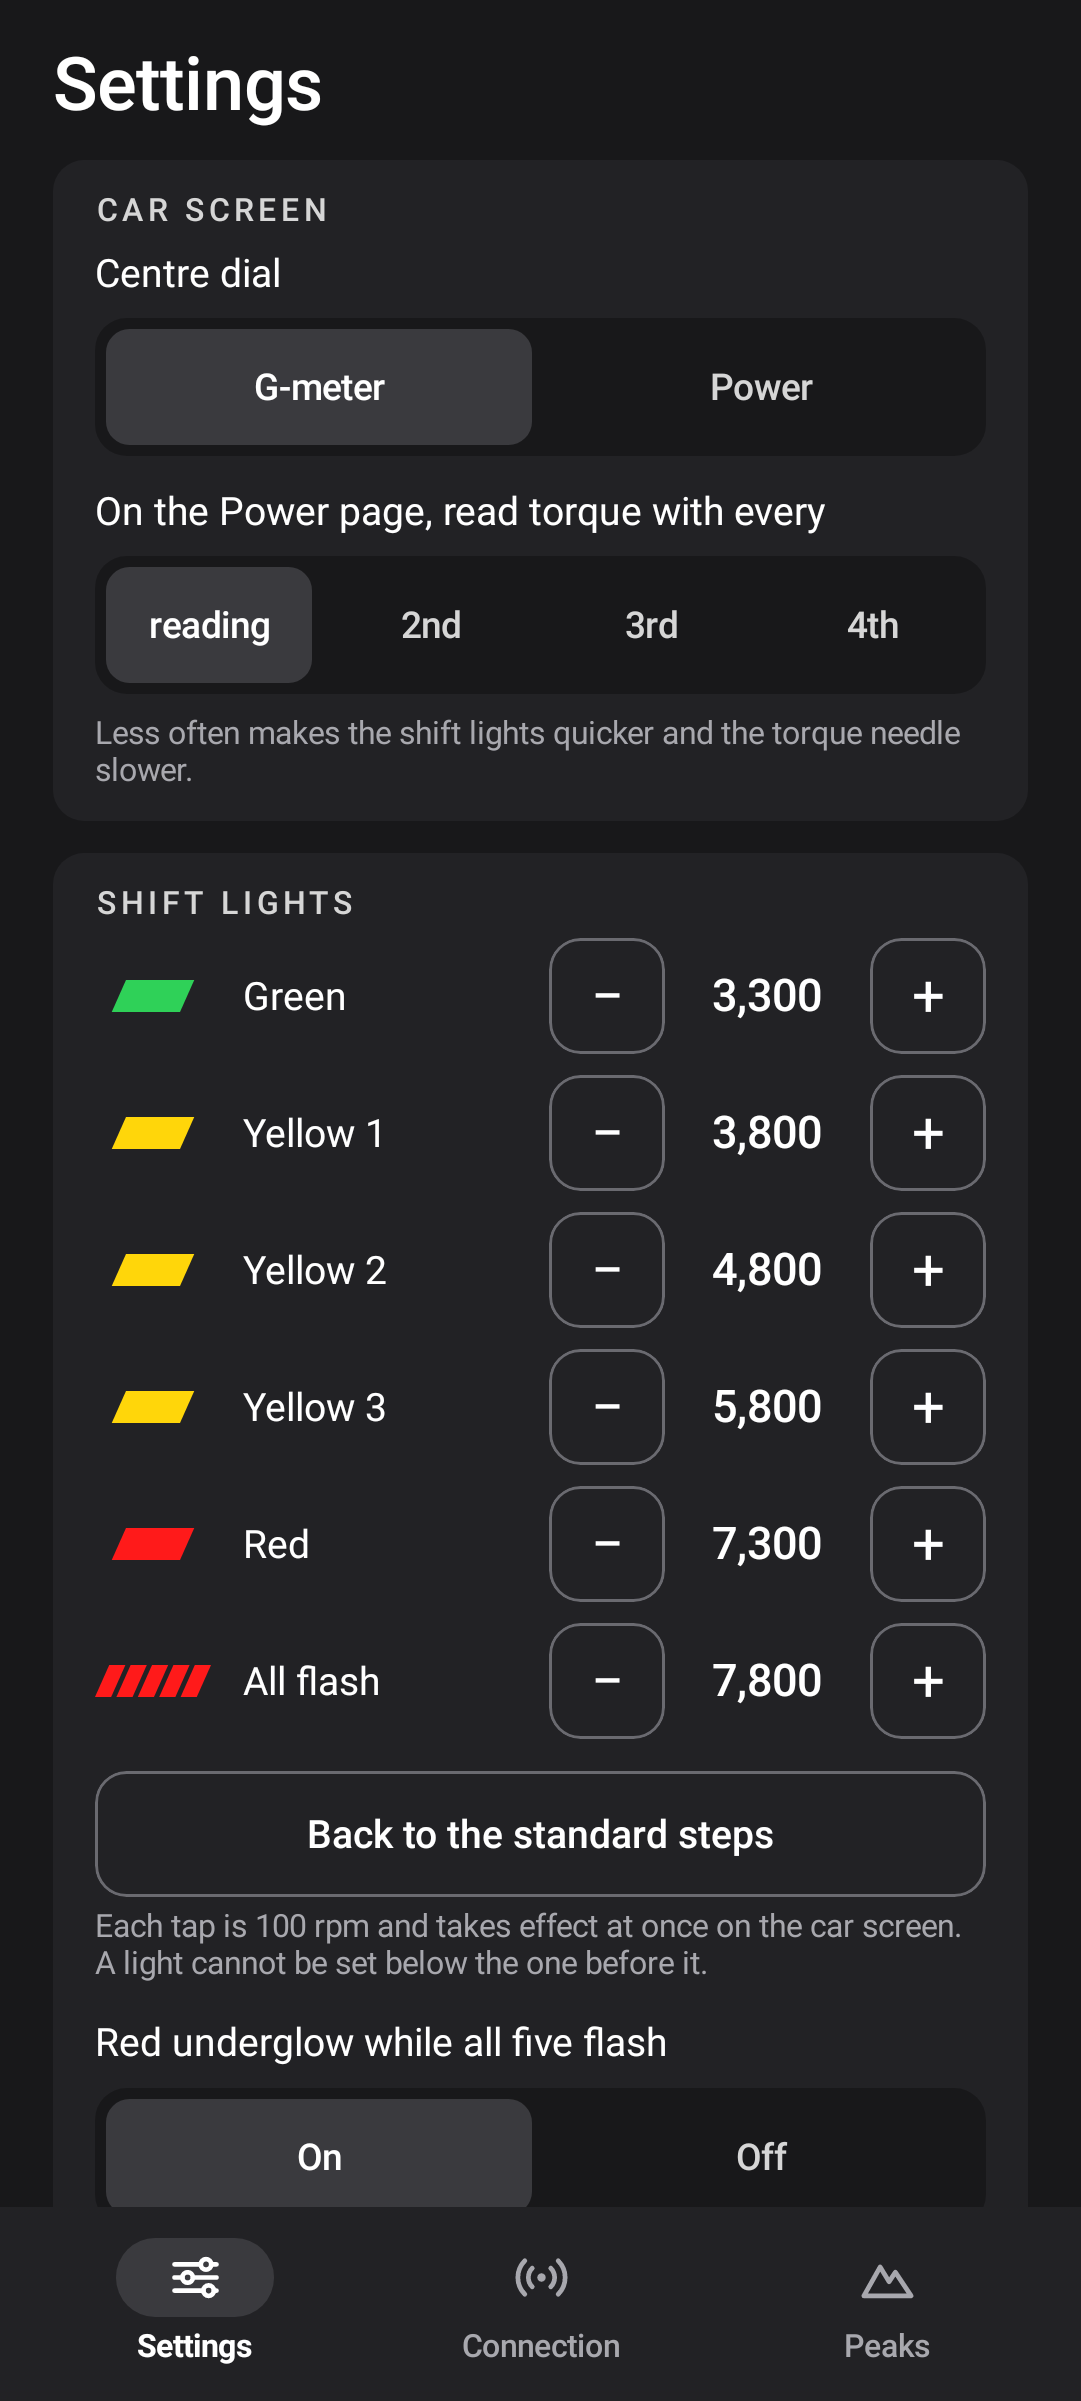 Settings
CAR SCREEN
Centre dial
G-meter Power
On the Power page, read torque with every
reading 2nd 3rd 4th
Less often makes the shift lights quicker and the torque needle
slower.
SHIFT LIGHTS
Green − 3,300 +
Yellow 1 − 3,800 +
Yellow 2 − 4,800 +
Yellow 3 − 5,800 +
Red − 7,300 +
All flash − 7,800 +
Back to the standard steps
Each tap is 100 rpm and takes effect at once on the car screen.
A light cannot be set below the one before it.
Red underglow while all five flash
On Off
Settings Connection Peaks